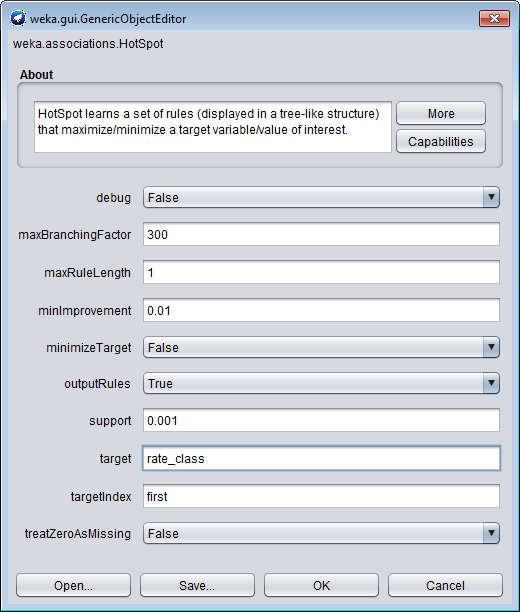 weka.gui.GenericObjectEditor
weka.associations.HotSpot
About
HotSpot learns a set of rules (displayed in a tree-like structure)
that maximize/minimize a target variable/value of interest.
More
Capabilities
debug False
maxBranchingFactor 300
maxRuleLength 1
minImprovement 0.01
minimizeTarget False
outputRules True
support 0.001
target rate_class
targetIndex first
treatZeroAsMissing False
Open... Save... OK Cancel